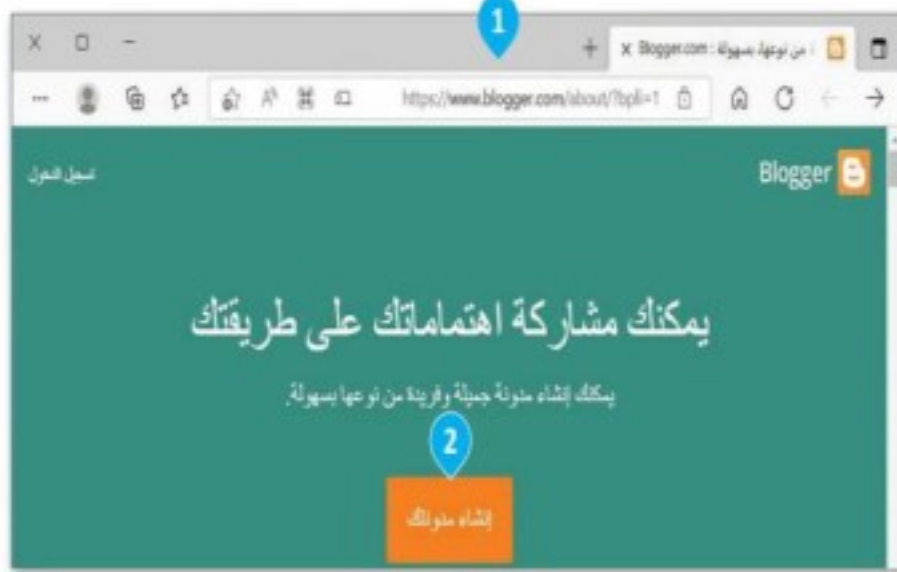 1
Blogger.com : من نوعها، بسهولة
https://www.blogger.com/about/?bpli=1
Blogger
تسجيل الدخول
يمكنك مشاركة اهتماماتك على طريقتك
يمكنك إنشاء مدونة جميلة وفريدة من نوعها بسهولة.
2
إنشاء مدونتك